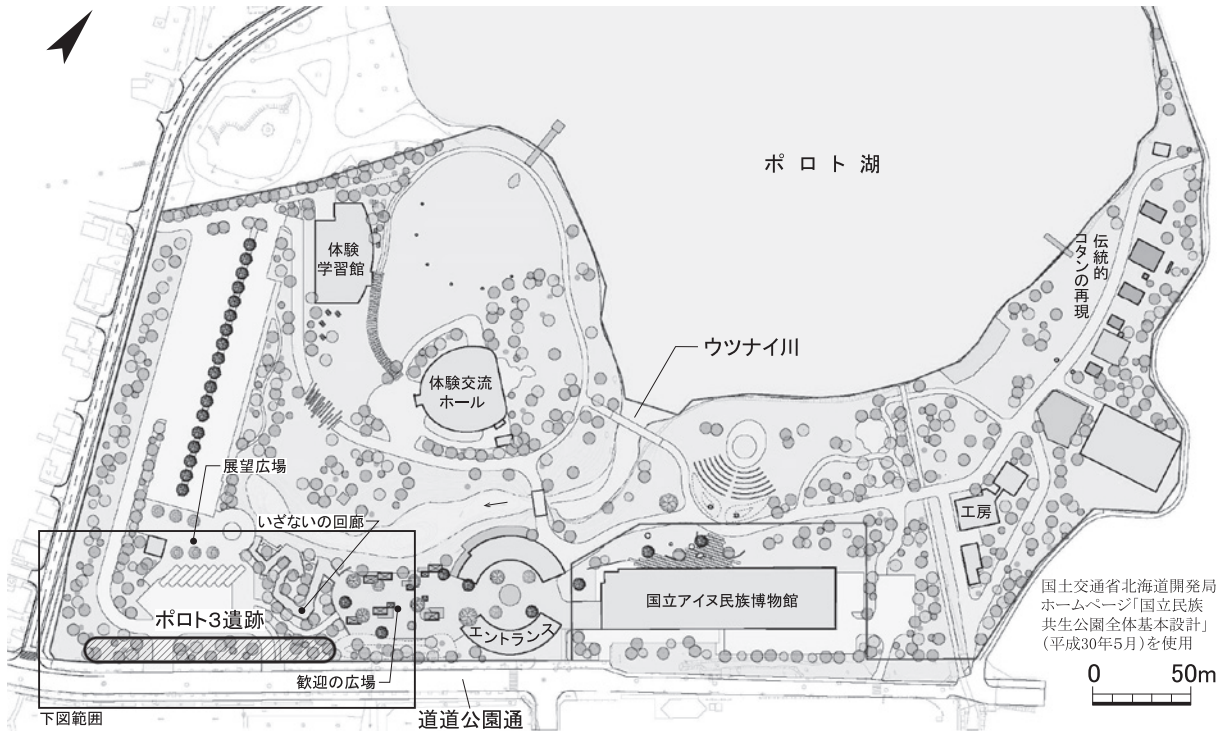 ポロト湖
体験
学習館
伝統的
コタンの再現
ウツナイ川
体験交流
ホール
展望広場
いざないの回廊
工房
ポロト3遺跡
エントランス
国立アイヌ民族博物館
歓迎の広場
国土交通省北海道開発局
ホームページ「国立民族
共生公園全体基本設計」
(平成30年5月)を使用
0 50m
下図範囲
道道公園通